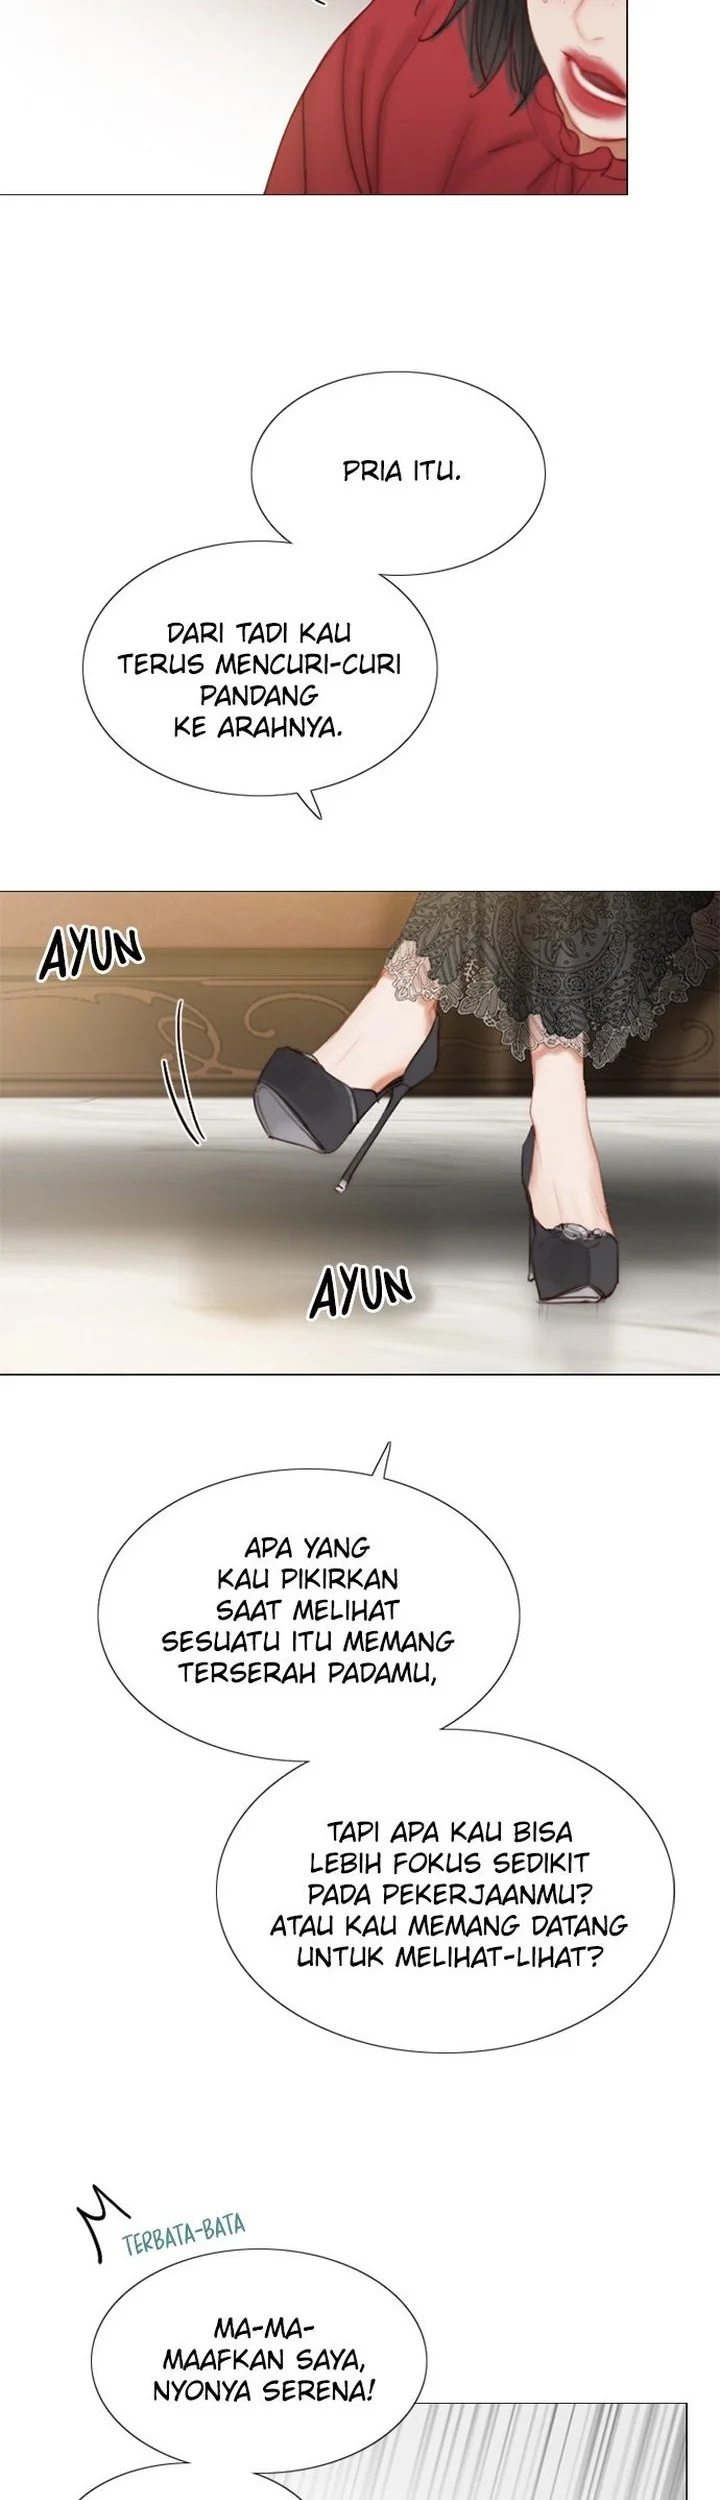 PRIA ITU.
DARI TADI KAU
TERUS MENCURI-CURI
PANDANG
KE ARAHNYA.
AYUN
AYUN
APA YANG
KAU PIKIRKAN
SAAT MELIHAT
SESUATU ITU MEMANG
TERSERAH PADAMU,
TAPI APA KAU BISA
LEBIH FOKUS SEDIKIT
PADA PEKERJAANMU?
ATAU KAU MEMANG DATANG
UNTUK MELIHAT-LIHAT?
TERBATA-BATA
MA-MA-
MAAFKAN SAYA,
NYONYA SERENA!